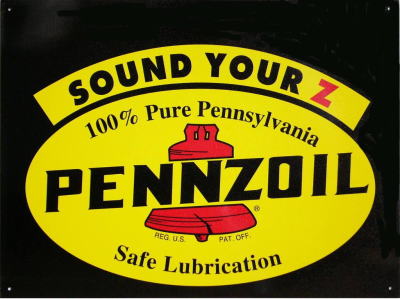 SOUND YOUR Z
100% Pure Pennsylvania
PENNZOIL
®
REG. U.S. PAT. OFF.
Safe Lubrication